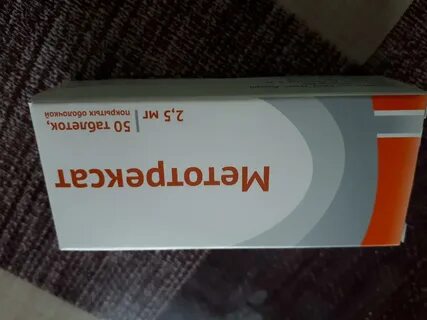 Метотрексат
50 таблеток,
покрытых оболочкой
2,5 мг